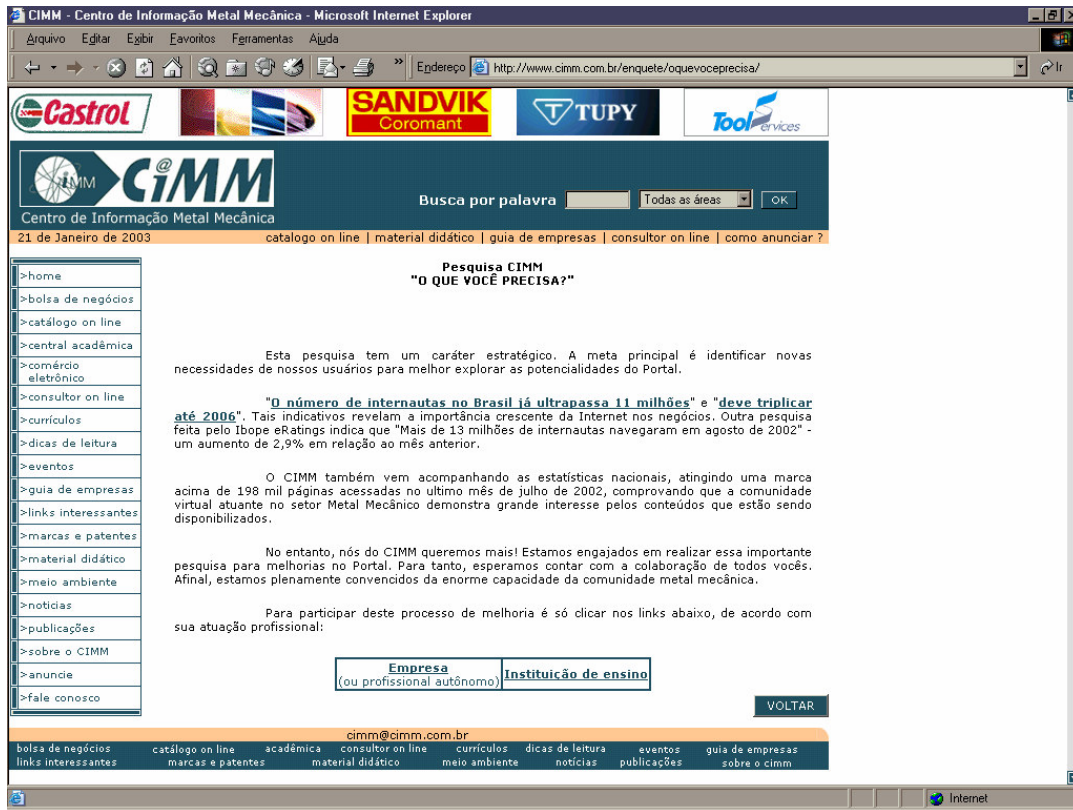 CIMM - Centro de Informação Metal Mecânica - Microsoft Internet Explorer
Arquivo Editar Exibir Favoritos Ferramentas Ajuda
Endereço http://www.cimm.com.br/enquete/oquevoceprecisa/ Ir
Castrol SANDVIK Coromant TUPY ToolServices
CiMM
Centro de Informação Metal Mecânica
Busca por palavra Todas as áreas OK
21 de Janeiro de 2003 catalogo on line | material didático | guia de empresas | consultor on line | como anunciar ?
>home
>bolsa de negócios
>catálogo on line
>central acadêmica
>comércio
eletrônico
>consultor on line
>currículos
>dicas de leitura
>eventos
>guia de empresas
>links interessantes
>marcas e patentes
>material didático
>meio ambiente
>noticias
>publicações
>sobre o CIMM
>anuncie
>fale conosco
Pesquisa CIMM
"O QUE VOCÊ PRECISA?"
Esta pesquisa tem um caráter estratégico. A meta principal é identificar novas
necessidades de nossos usuários para melhor explorar as potencialidades do Portal.
"O número de internautas no Brasil já ultrapassa 11 milhões" e "deve triplicar
até 2006". Tais indicativos revelam a importância crescente da Internet nos negócios. Outra pesquisa
feita pelo Ibope eRatings indica que "Mais de 13 milhões de internautas navegaram em agosto de 2002" -
um aumento de 2,9% em relação ao mês anterior.
O CIMM também vem acompanhando as estatísticas nacionais, atingindo uma marca
acima de 198 mil páginas acessadas no ultimo mês de julho de 2002, comprovando que a comunidade
virtual atuante no setor Metal Mecânico demonstra grande interesse pelos conteúdos que estão sendo
disponibilizados.
No entanto, nós do CIMM queremos mais! Estamos engajados em realizar essa importante
pesquisa para melhorias no Portal. Para tanto, esperamos contar com a colaboração de todos vocês.
Afinal, estamos plenamente convencidos da enorme capacidade da comunidade metal mecânica.
Para participar deste processo de melhoria é só clicar nos links abaixo, de acordo com
sua atuação profissional:
Empresa
(ou profissional autônomo) Instituição de ensino
VOLTAR
cimm@cimm.com.br
bolsa de negócios catálogo on line acadêmica consultor on line currículos dicas de leitura eventos guia de empresas
links interessantes marcas e patentes material didático meio ambiente notícias publicações sobre o cimm
Internet